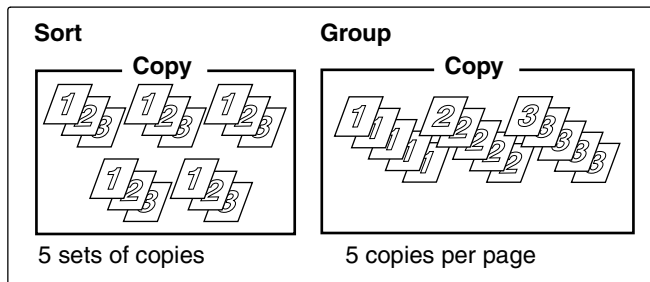 Sort
Copy
1 2 3 1 2 3 1 2 3
1 2 3 1 2 3
5 sets of copies
Group
Copy
1 1 1 1 1 2 2 2 2 2 3 3 3 3 3
5 copies per page